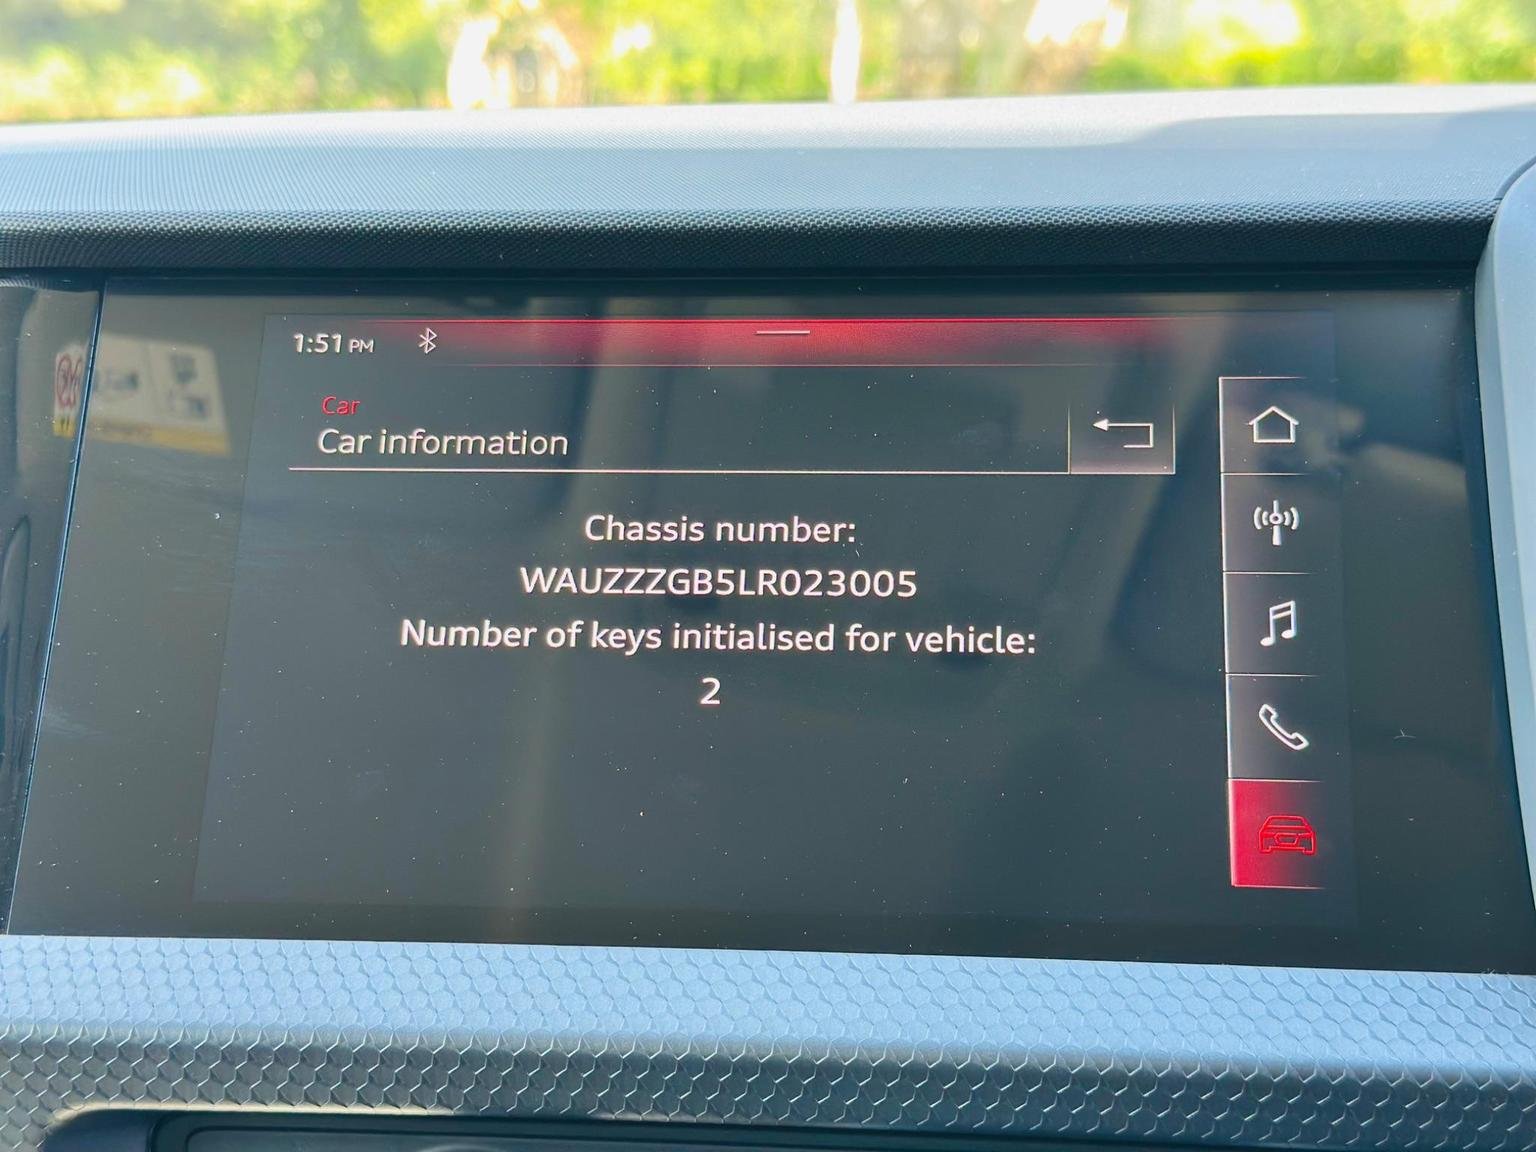 1:51 PM
Car
Car information
Chassis number:
WAUZZZGB5LR023005
Number of keys initialised for vehicle:
2